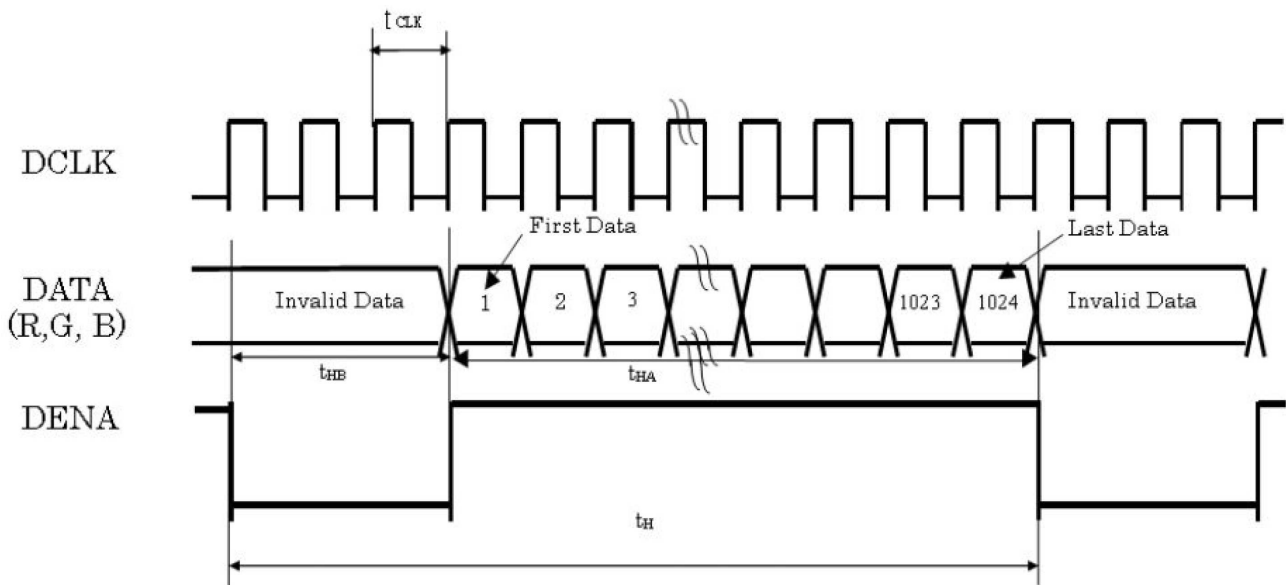 t CLK
DCLK
First Data
Last Data
DATA
(R,G, B)
Invalid Data
1
2
3
1023
1024
Invalid Data
tHB
tHA
DENA
tH